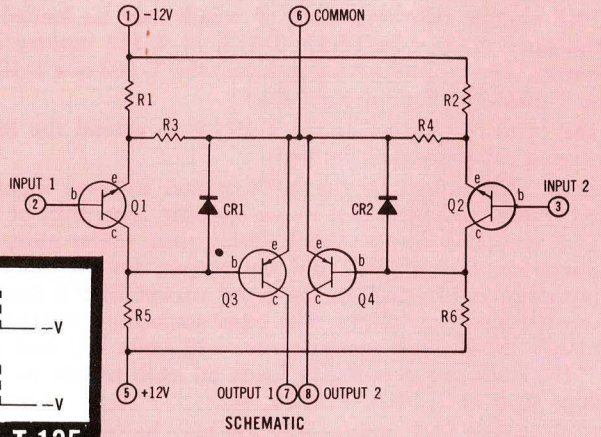 1 -12V
6 COMMON
R1
R2
R3
R4
INPUT 1
2
b
e
c
Q1
CR1
CR2
e
c
Q2
b
INPUT 2
3
b
e
c
Q3
e
b
c
Q4
R5
R6
—V
—V
5 +12V
OUTPUT 1 7
8 OUTPUT 2
SCHEMATIC